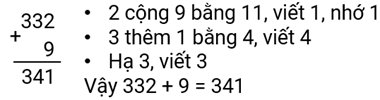 332
+
9
341
• 2 cộng 9 bằng 11, viết 1, nhớ 1
• 3 thêm 1 bằng 4, viết 4
• Hạ 3, viết 3
Vậy 332 + 9 = 341